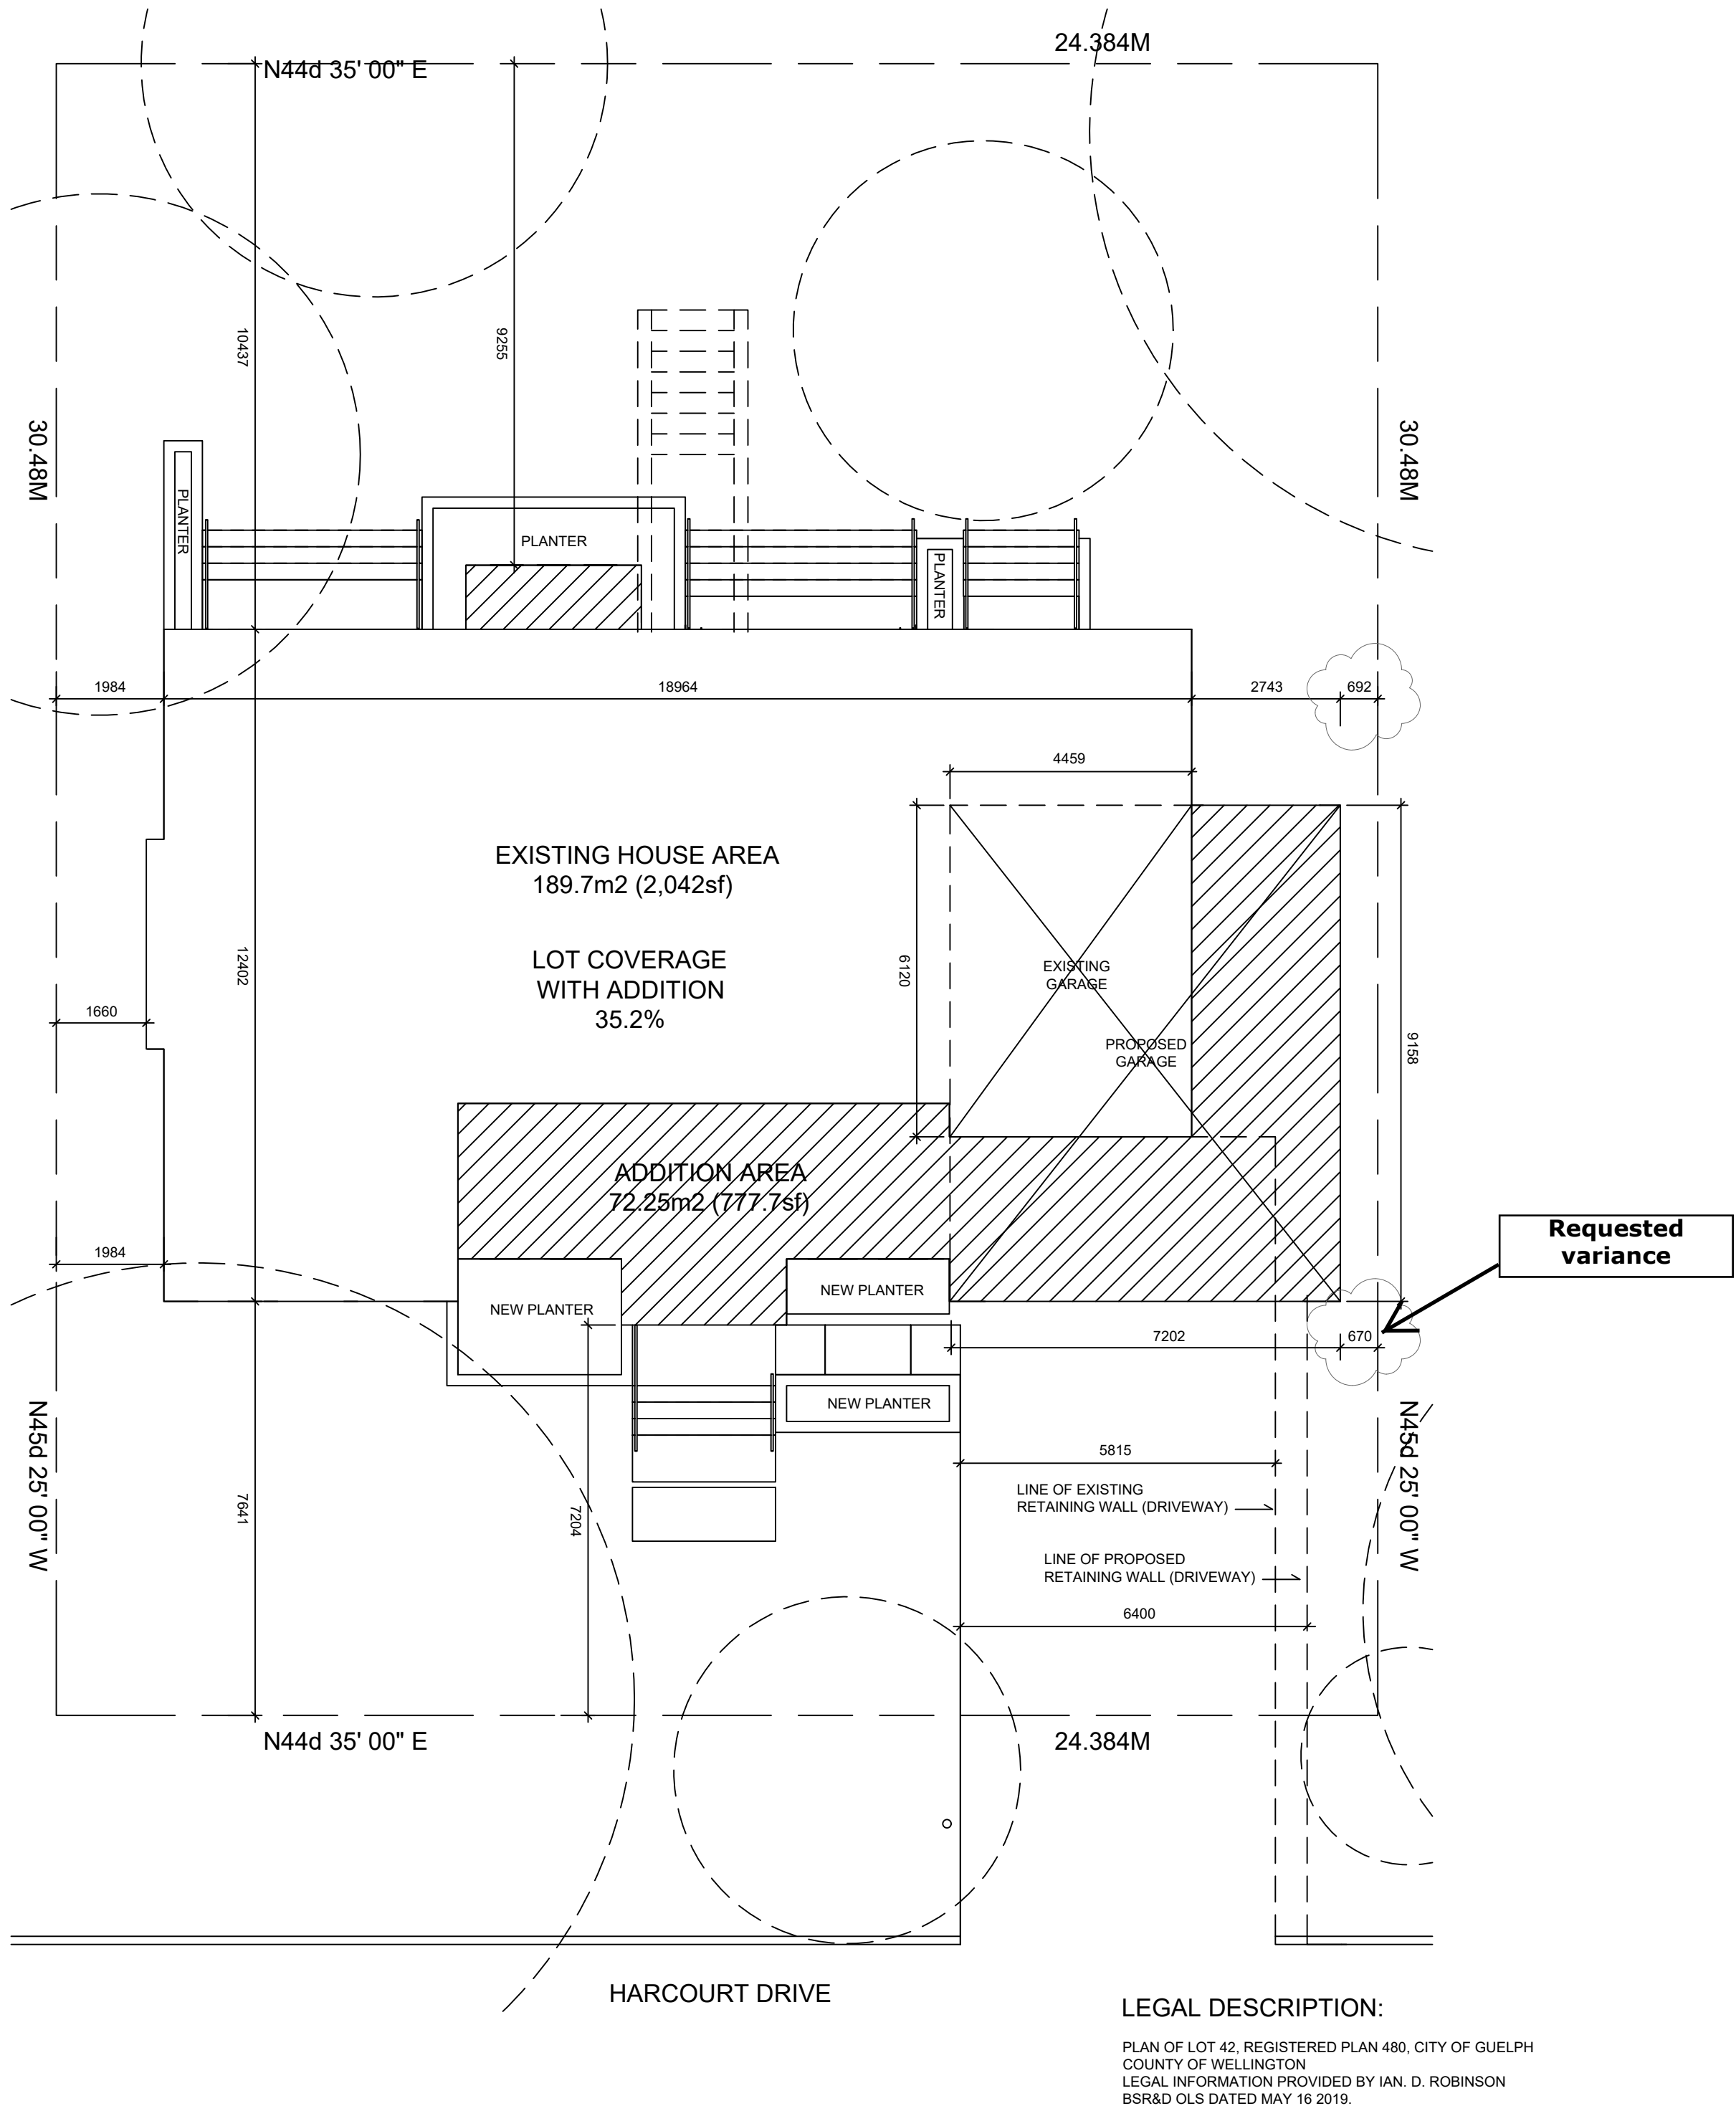 24.384M
N44d 35' 00" E
10437
9255
30.48M
30.48M
PLANTER
PLANTER
PLANTER
1984
18964
2743
692
4459
EXISTING HOUSE AREA
189.7m2 (2,042sf)
LOT COVERAGE
WITH ADDITION
35.2%
12402
6120
EXISTING
GARAGE
1660
PROPOSED
GARAGE
9158
ADDITION AREA
72.25m2 (777.7sf)
Requested
variance
1984
NEW PLANTER
NEW PLANTER
7202
670
NEW PLANTER
N45d 25' 00" W
N45d 25' 00" W
5815
LINE OF EXISTING
RETAINING WALL (DRIVEWAY)
7641
7204
LINE OF PROPOSED
RETAINING WALL (DRIVEWAY)
6400
N44d 35' 00" E
24.384M
HARCOURT DRIVE
LEGAL DESCRIPTION:
PLAN OF LOT 42, REGISTERED PLAN 480, CITY OF GUELPH
COUNTY OF WELLINGTON
LEGAL INFORMATION PROVIDED BY IAN. D. ROBINSON
BSR&D OLS DATED MAY 16 2019.